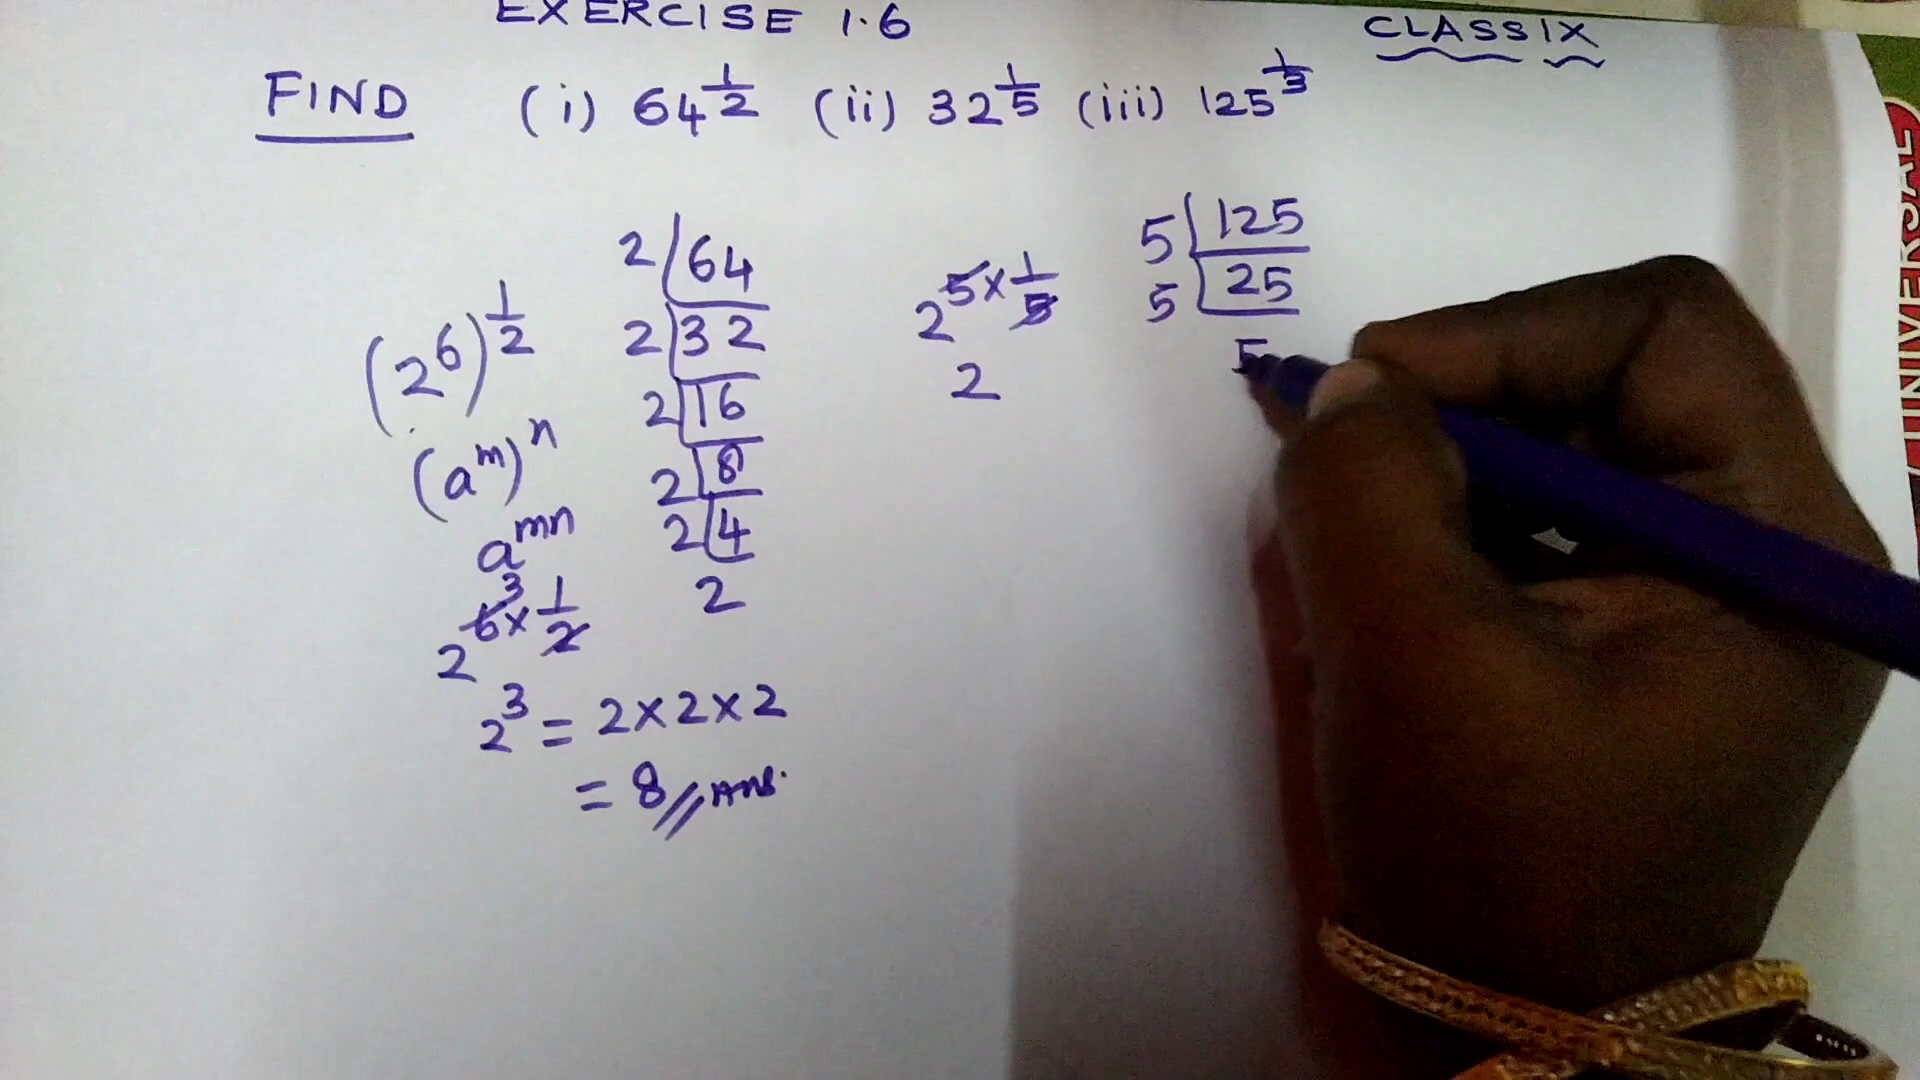 EXERCISE 1.6
CLASS IX
FIND (i) 64^1/2 (ii) 32^1/5 (iii) 125^1/3
2 64
2 32
2 16
2 8
2 4
2
(2^6)^1/2
(a^m)^n
a^mn
2^6×1/2 3
2^3 = 2×2×2
= 8 // Ans.
2^5×1/5
2
5 125
5 25
5
UNIVERSAL